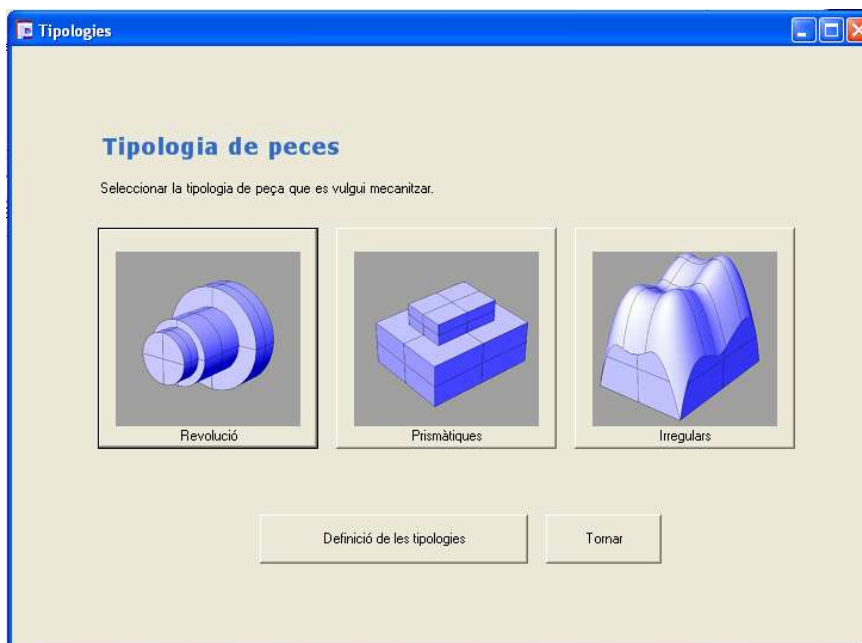 Tipologies
Tipologia de peces
Seleccionar la tipologia de peça que es vulgui mecanitzar.
Revolució
Prismàtiques
Irregulars
Definició de les tipologies
Tornar